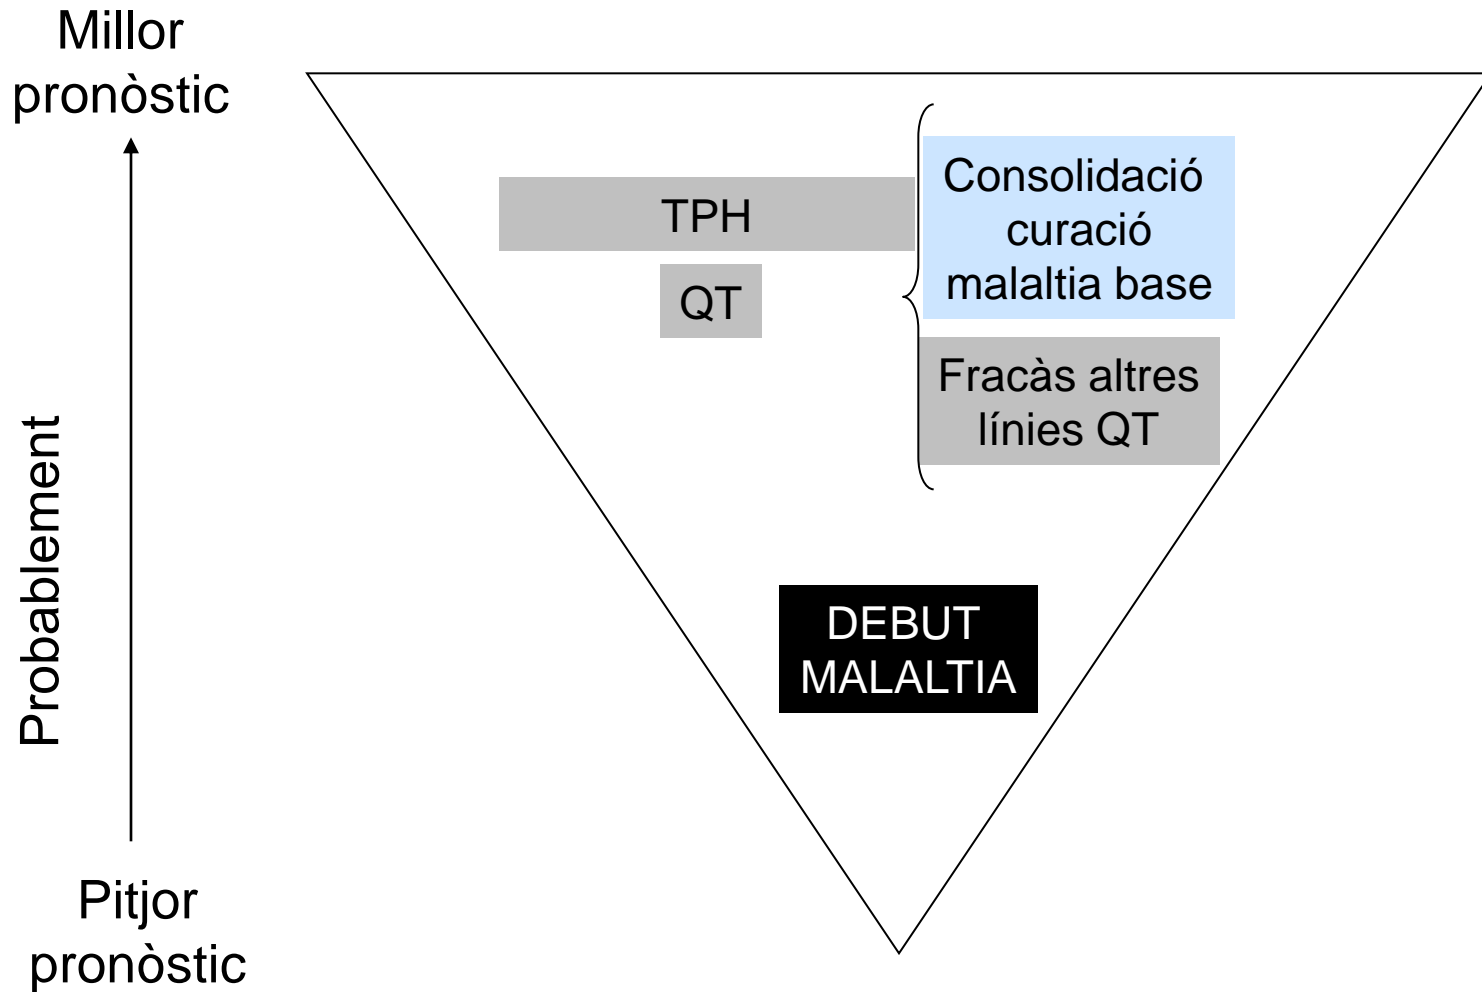 Millor
pronòstic
TPH
QT
Consolidació
curació
malaltia base
Fracàs altres
línies QT
Probablement
DEBUT
MALALTIA
Pitjor
pronòstic